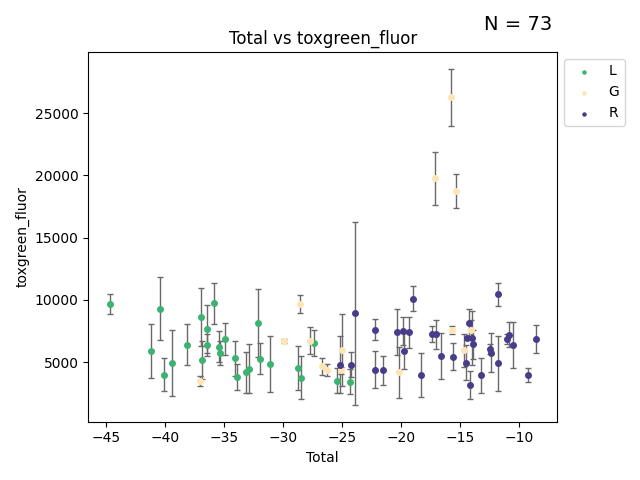 N = 73
Total vs toxgreen_fluor
L
G
R
25000
20000
15000
10000
5000
toxgreen_fluor
−45 −40 −35 −30 −25 −20 −15 −10
Total